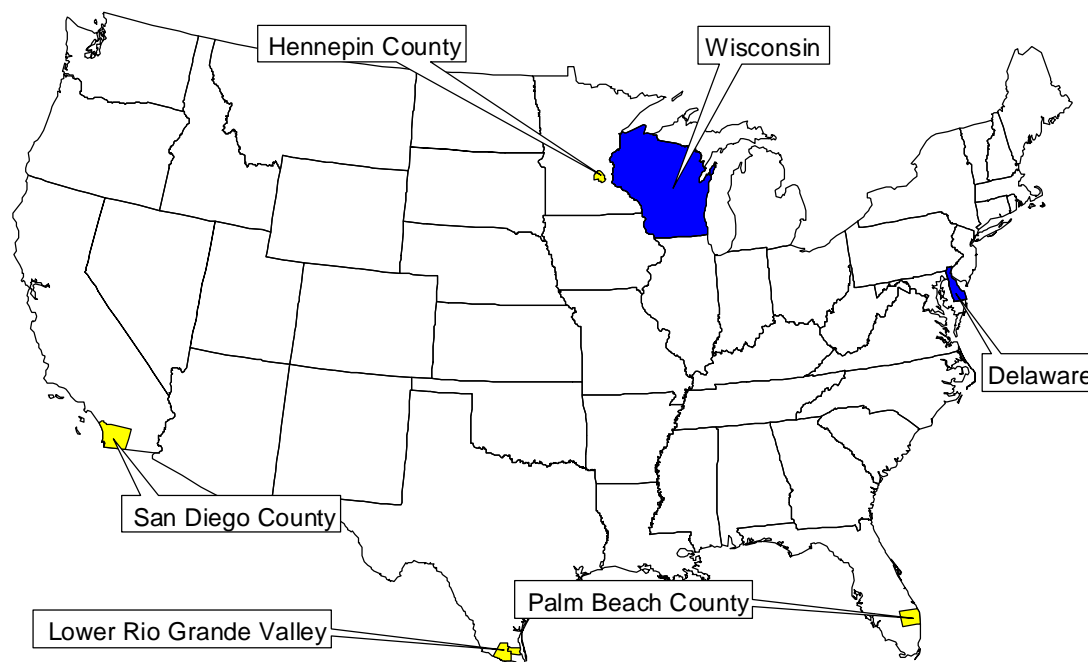 Hennepin County
Wisconsin
Delaware
San Diego County
Palm Beach County
Lower Rio Grande Valley